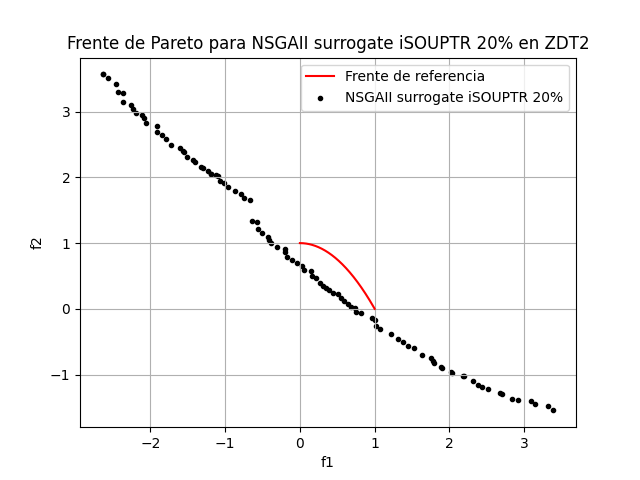 Frente de Pareto para NSGAII surrogate iSOUPTR 20% en ZDT2
Frente de referencia
NSGAII surrogate iSOUPTR 20%
f2
3
2
1
0
−1
−2
−1
0
1
2
3
f1